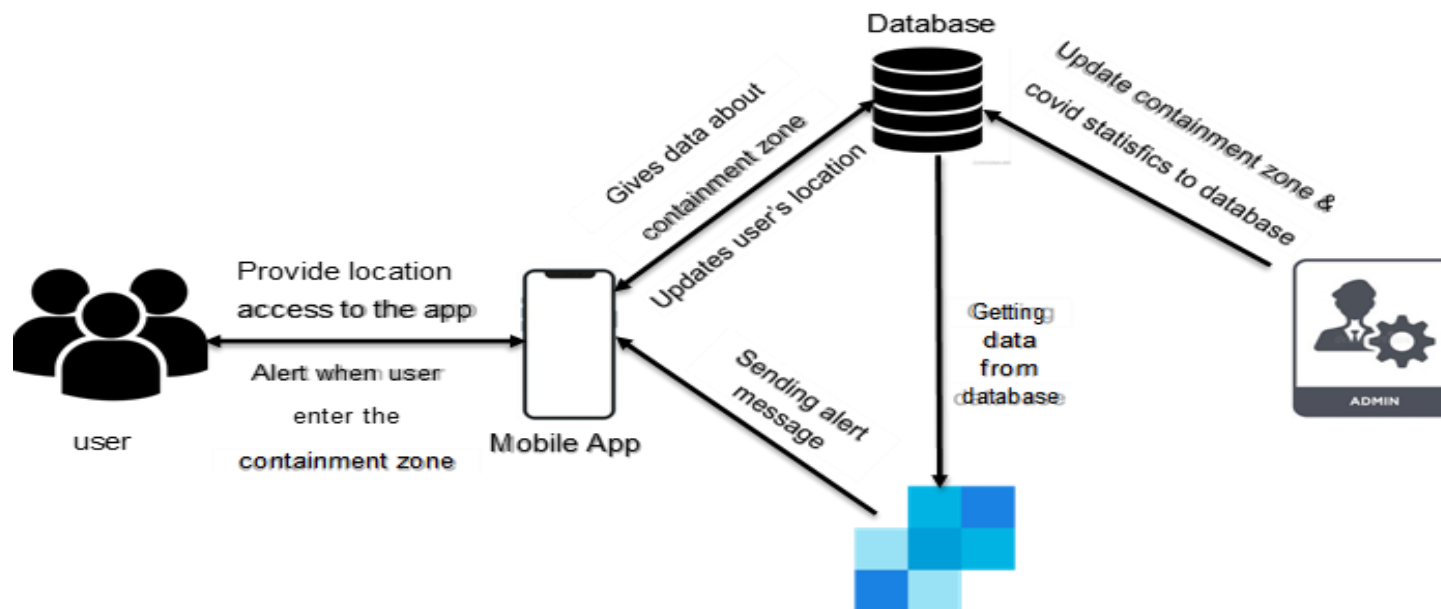 Database
Update containment zone &
covid statisfics to database
Gives data about
containment zone
Updates user's location
Provide location
access to the app
Alert when user
enter the
containment zone
user
Mobile App
Sending alert
message
Getting
data
from
database
ADMIN